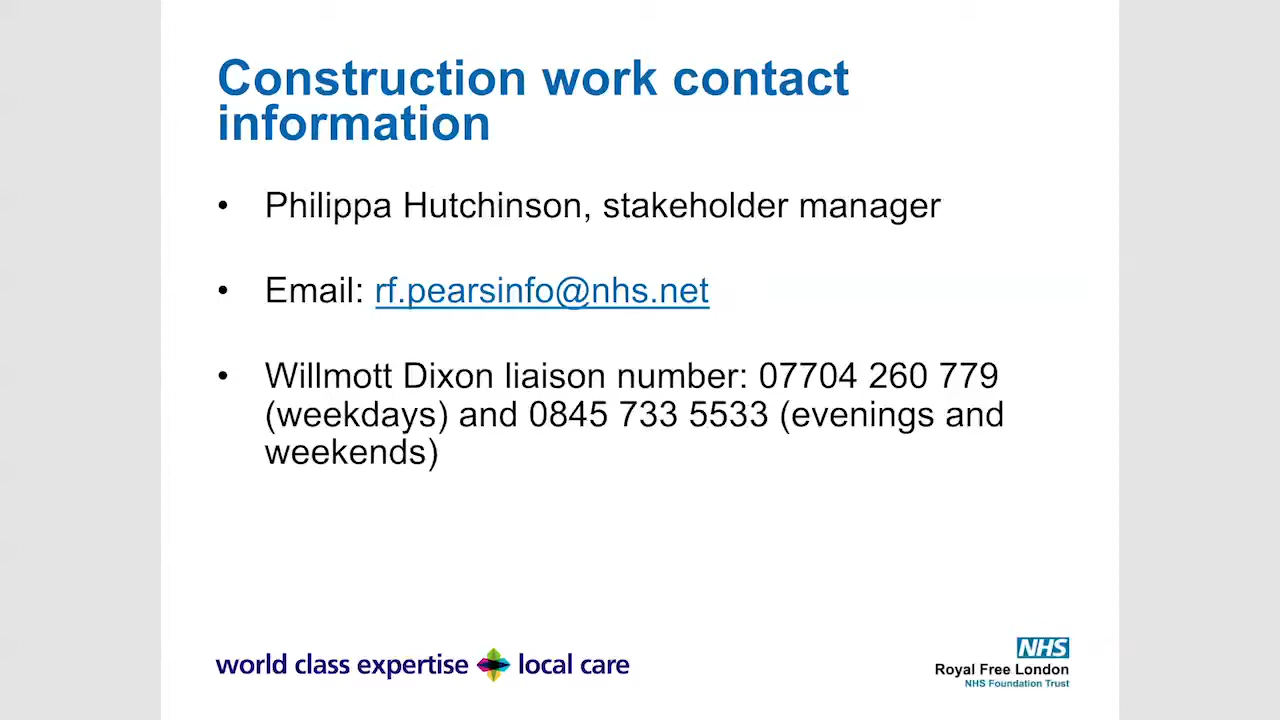 Construction work contact
information
• Philippa Hutchinson, stakeholder manager
• Email: rf.pearsinfo@nhs.net
• Willmott Dixon liaison number: 07704 260 779
(weekdays) and 0845 733 5533 (evenings and
weekends)
world class expertise local care
NHS
Royal Free London
NHS Foundation Trust